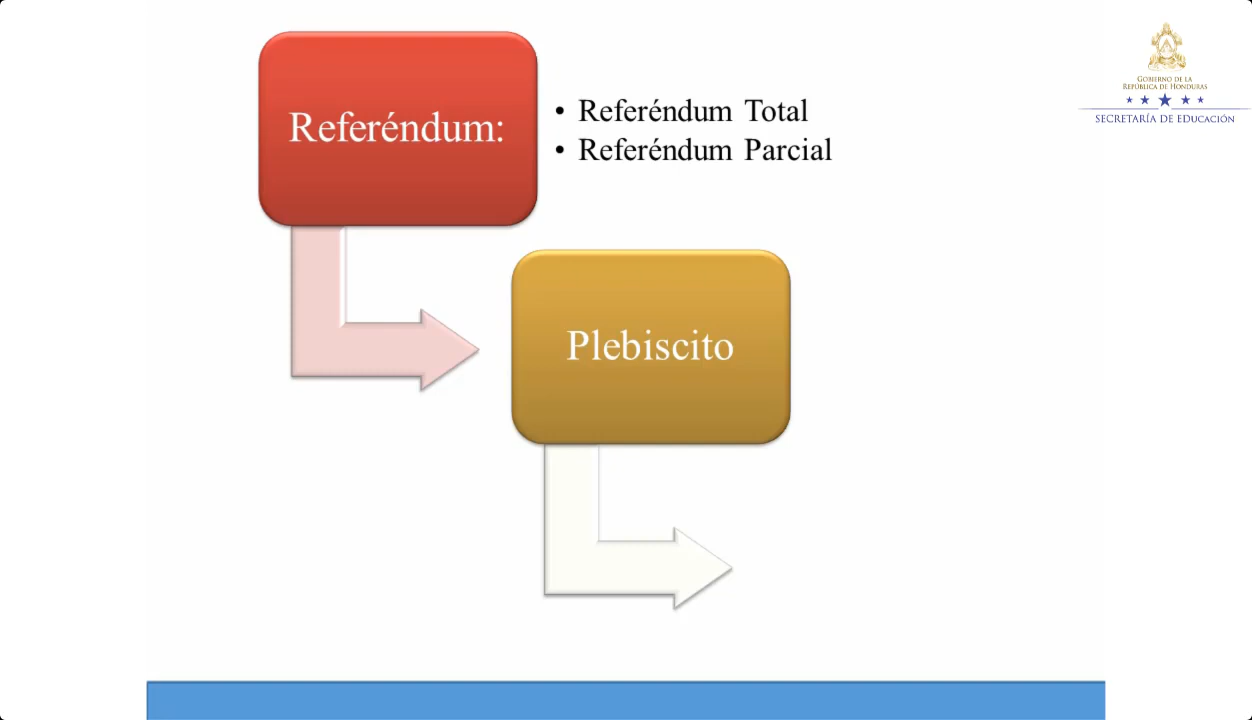 Referéndum:
• Referéndum Total
• Referéndum Parcial
GOBIERNO DE LA
REPÚBLICA DE HONDURAS
SECRETARÍA DE EDUCACIÓN
Plebiscito